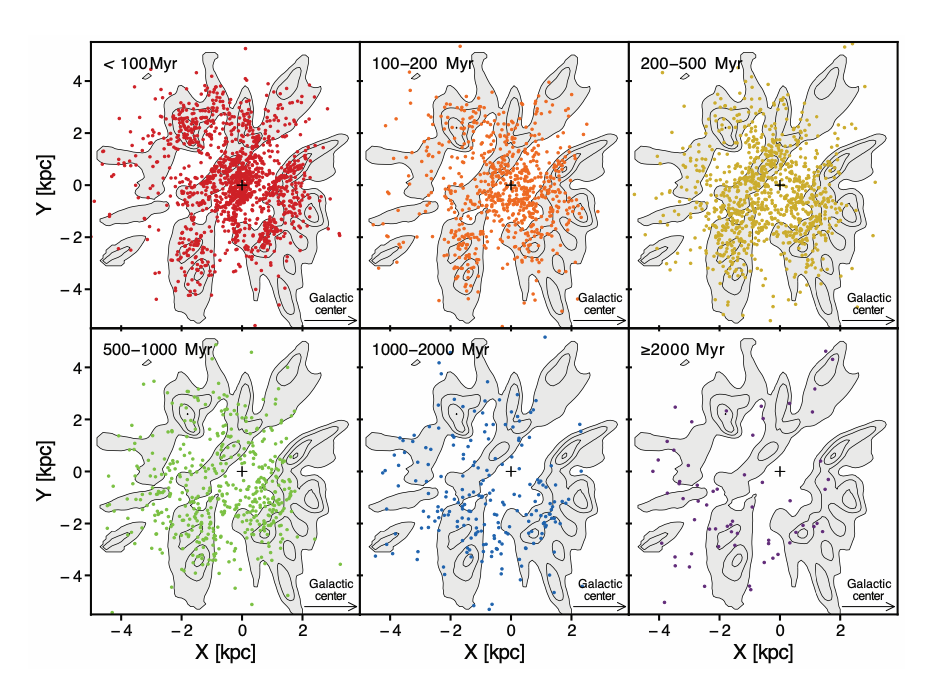 < 100 Myr
100−200 Myr
200−500 Myr
4
2
0
−2
−4
Y [kpc]
Galactic
center
Galactic
center
Galactic
center
500−1000 Myr
1000−2000 Myr
≥2000 Myr
4
2
0
−2
−4
Y [kpc]
Galactic
center
Galactic
center
Galactic
center
−4 −2 0 2 −4 −2 0 2 −4 −2 0 2
X [kpc] X [kpc] X [kpc]